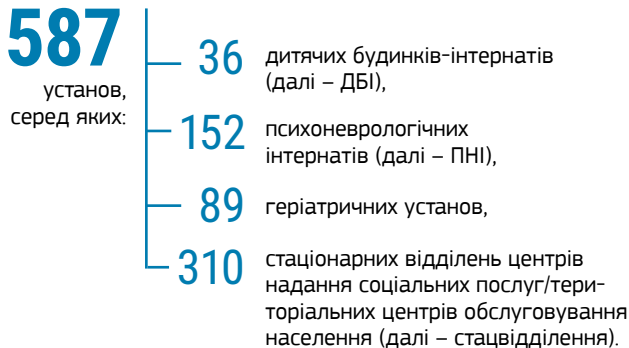 587
установ,
серед яких:
36
дитячих будинків-інтернатів
(далі – ДБІ),
152
психоневрологічних
інтернатів (далі – ПНІ),
89
геріатричних установ,
310
стаціонарних відділень центрів
надання соціальних послуг/тери-
торіальних центрів обслуговування
населення (далі – стацвідділення).